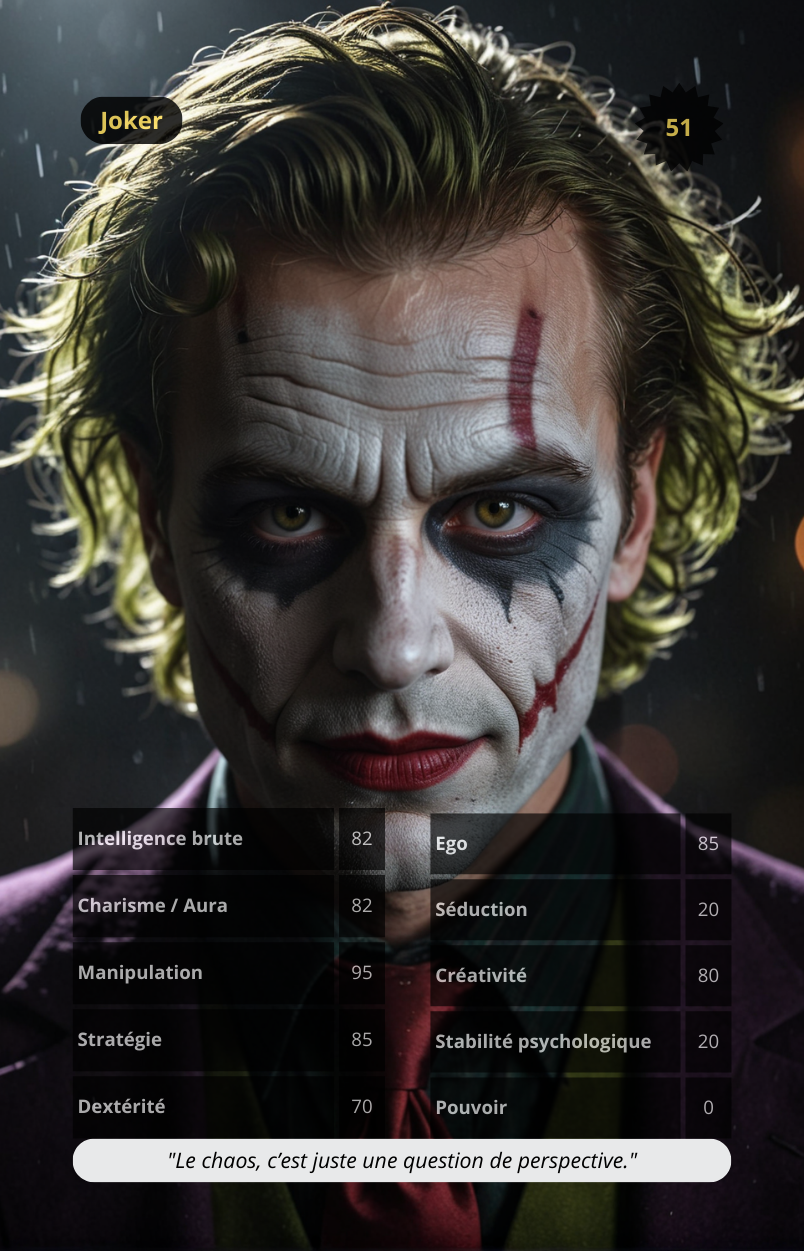 Joker
51
Intelligence brute 82
Charisme / Aura 82
Manipulation 95
Stratégie 85
Dextérité 70
Ego 85
Séduction 20
Créativité 80
Stabilité psychologique 20
Pouvoir 0
"Le chaos, c’est juste une question de perspective."